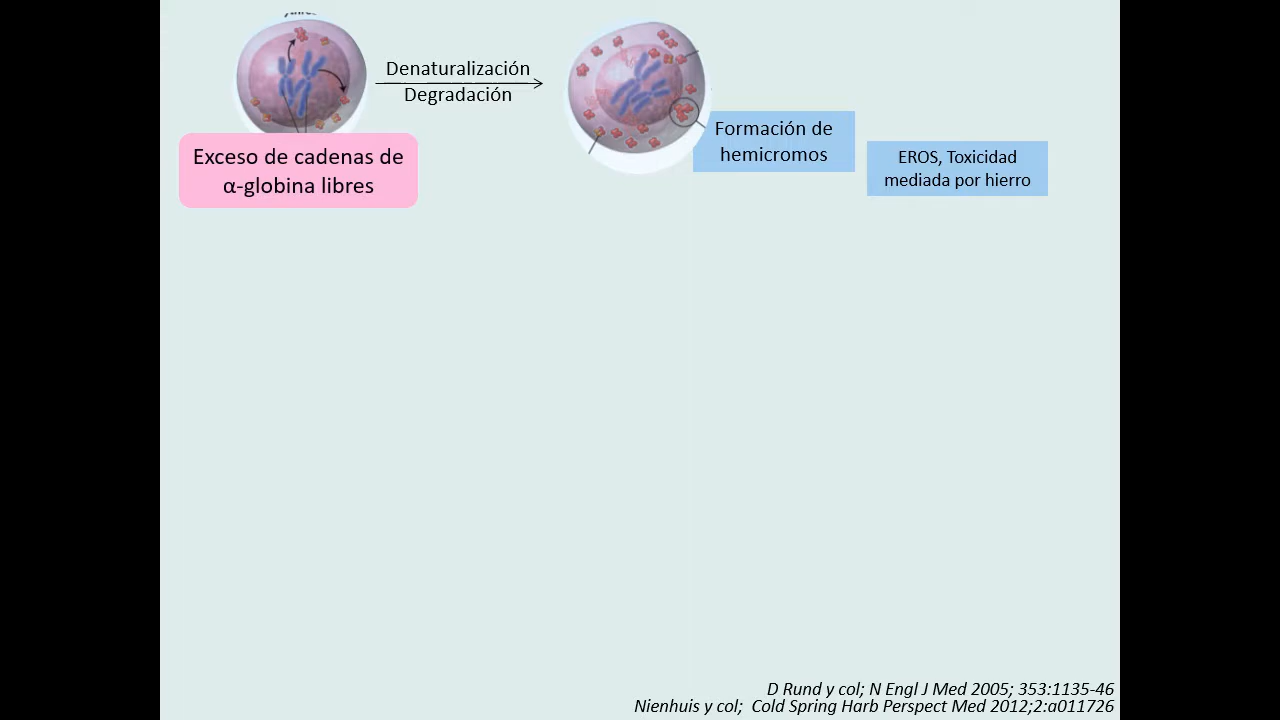 Denaturalización
Degradación
Exceso de cadenas de
α-globina libres
Formación de
hemicromos
EROS, Toxicidad
mediada por hierro
D Rund y col; N Engl J Med 2005; 353:1135-46
Nienhuis y col; Cold Spring Harb Perspect Med 2012;2:a011726